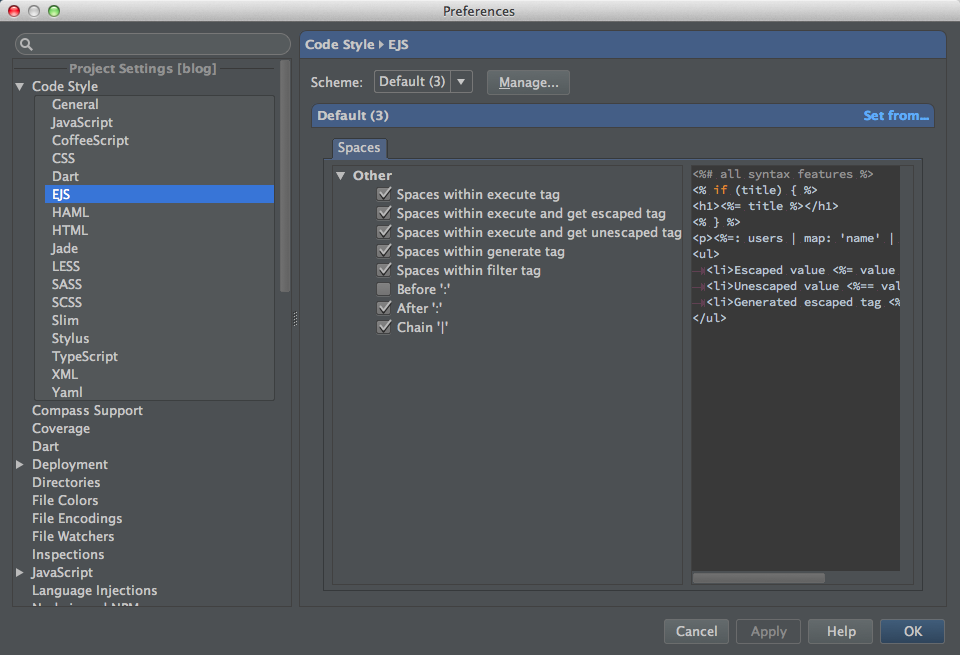 Preferences
Project Settings [blog]
Code Style
General
JavaScript
CoffeeScript
CSS
Dart
EJS
HAML
HTML
Jade
LESS
SASS
SCSS
Slim
Stylus
TypeScript
XML
Yaml
Compass Support
Coverage
Dart
Deployment
Directories
File Colors
File Encodings
File Watchers
Inspections
JavaScript
Language Injections
Code Style ▸ EJS
Scheme: Default (3) Manage...
Default (3) Set from...
Spaces
Other
Spaces within execute tag
Spaces within execute and get escaped tag
Spaces within execute and get unescaped tag
Spaces within generate tag
Spaces within filter tag
Before ':'
After ':'
Chain '|'
<%# all syntax features %>
<% if (title) { %>
<h1><%= title %></h1>
<% } %>
<p><%=: users | map: 'name' |
<ul>
<li>Escaped value <%= value
<li>Unescaped value <%== val
<li>Generated escaped tag <%
</ul>
Cancel Apply Help OK